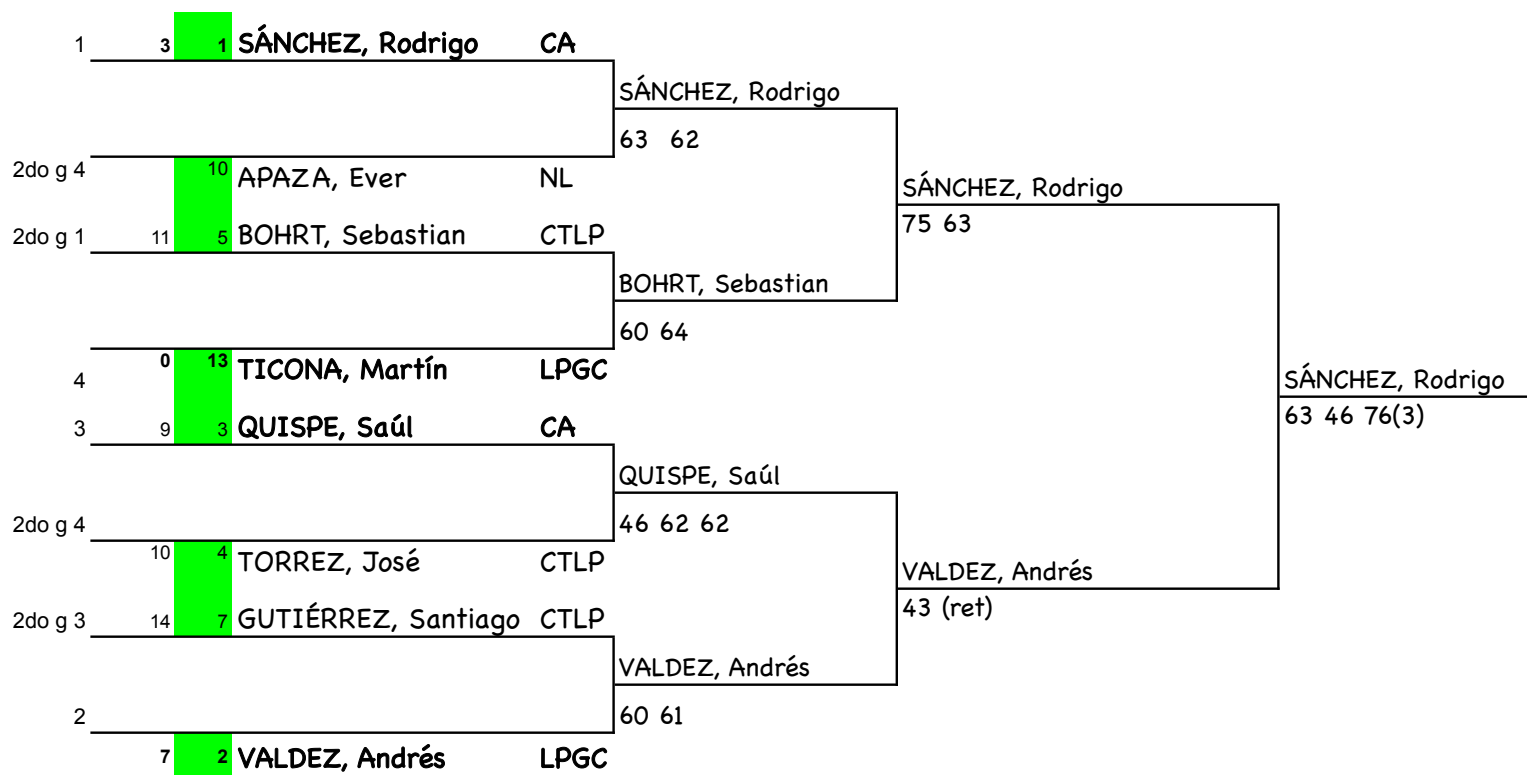 1 3 1 SÁNCHEZ, Rodrigo CA
SÁNCHEZ, Rodrigo
63 62
2do g 4 10 APAZA, Ever NL
SÁNCHEZ, Rodrigo
75 63
2do g 1 11 5 BOHRT, Sebastian CTLP
BOHRT, Sebastian
60 64
4 0 13 TICONA, Martín LPGC
SÁNCHEZ, Rodrigo
63 46 76(3)
3 9 3 QUISPE, Saúl CA
QUISPE, Saúl
46 62 62
2do g 4 10 4 TORREZ, José CTLP
VALDEZ, Andrés
43 (ret)
2do g 3 14 7 GUTIÉRREZ, Santiago CTLP
VALDEZ, Andrés
60 61
2 7 2 VALDEZ, Andrés LPGC